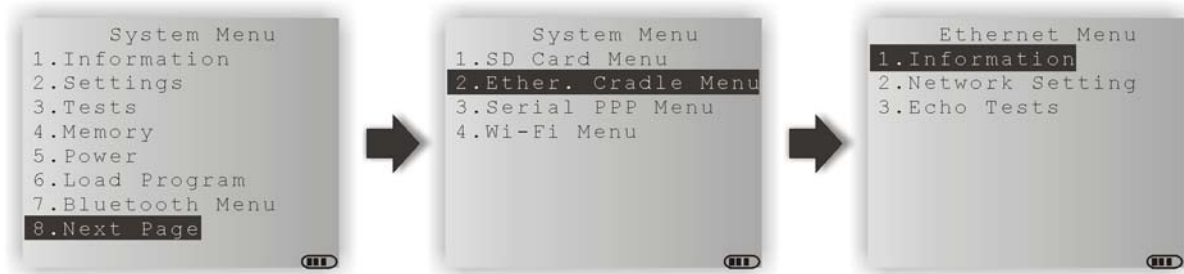 System Menu
1.Information
2.Settings
3.Tests
4.Memory
5.Power
6.Load Program
7.Bluetooth Menu
8.Next Page
System Menu
1.SD Card Menu
2.Ether. Cradle Menu
3.Serial PPP Menu
4.Wi-Fi Menu
Ethernet Menu
1.Information
2.Network Setting
3.Echo Tests